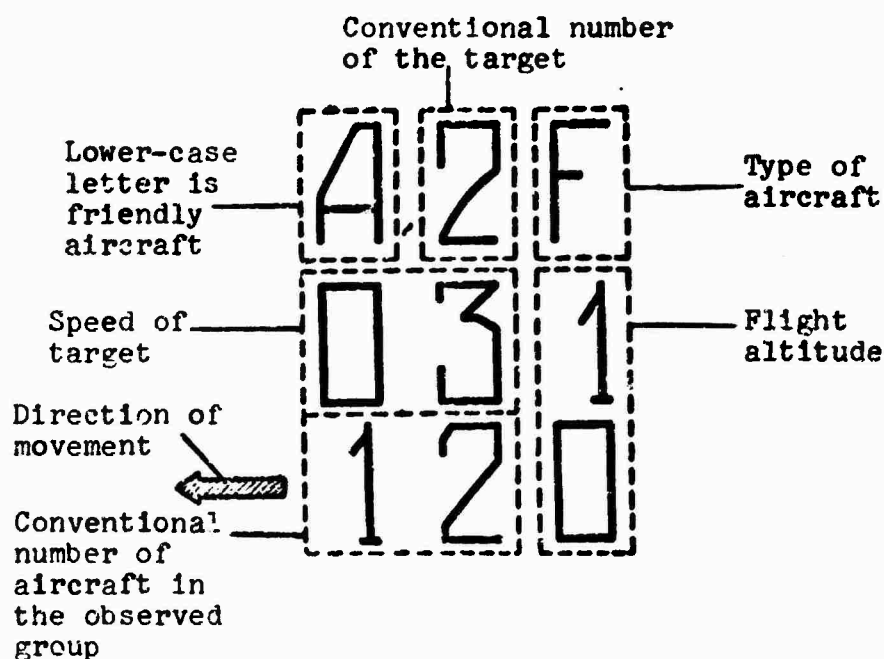 Conventional number
of the target
Lower-case
letter is
friendly
aircraft
A 2 F
Type of
aircraft
Speed of
target
0 3 1
Flight
altitude
Direction of
movement
1 2 0
Conventional
number of
aircraft in
the observed
group